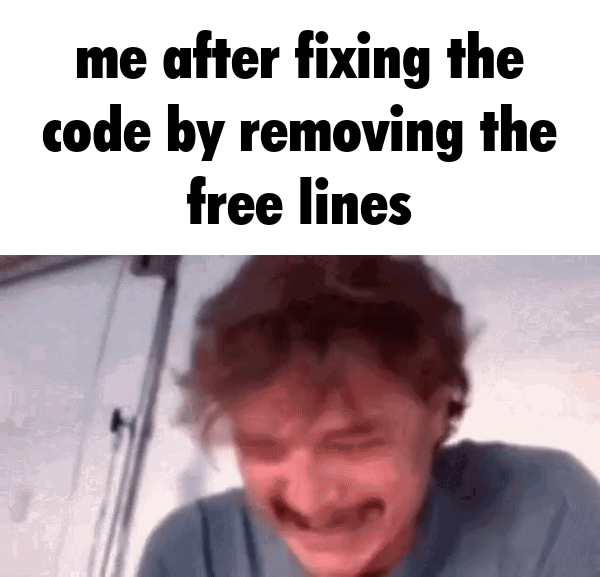 me after fixing the
code by removing the
free lines